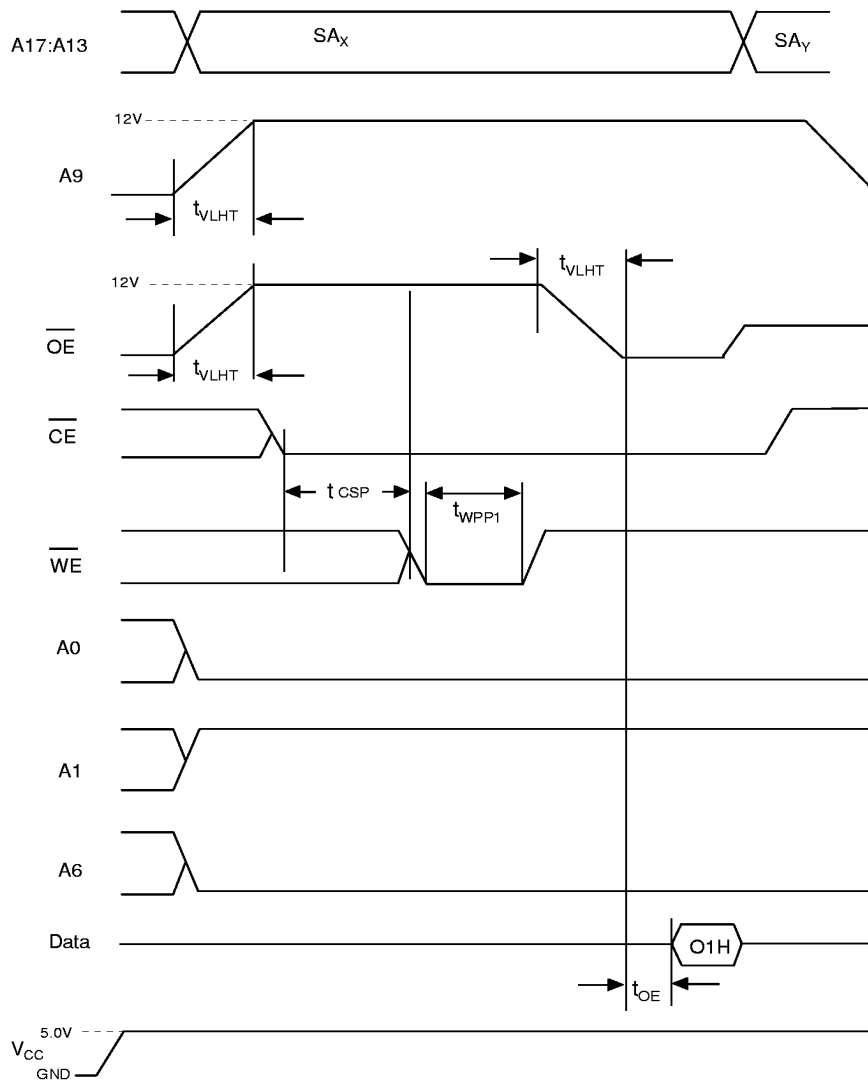 A17:A13 SAX SAY
12V
A9
tVLHT
tVLHT
12V
OE
tVLHT
CE
t CSP
tWPP1
WE
A0
A1
A6
Data O1H
tOE
5.0V
VCC
GND